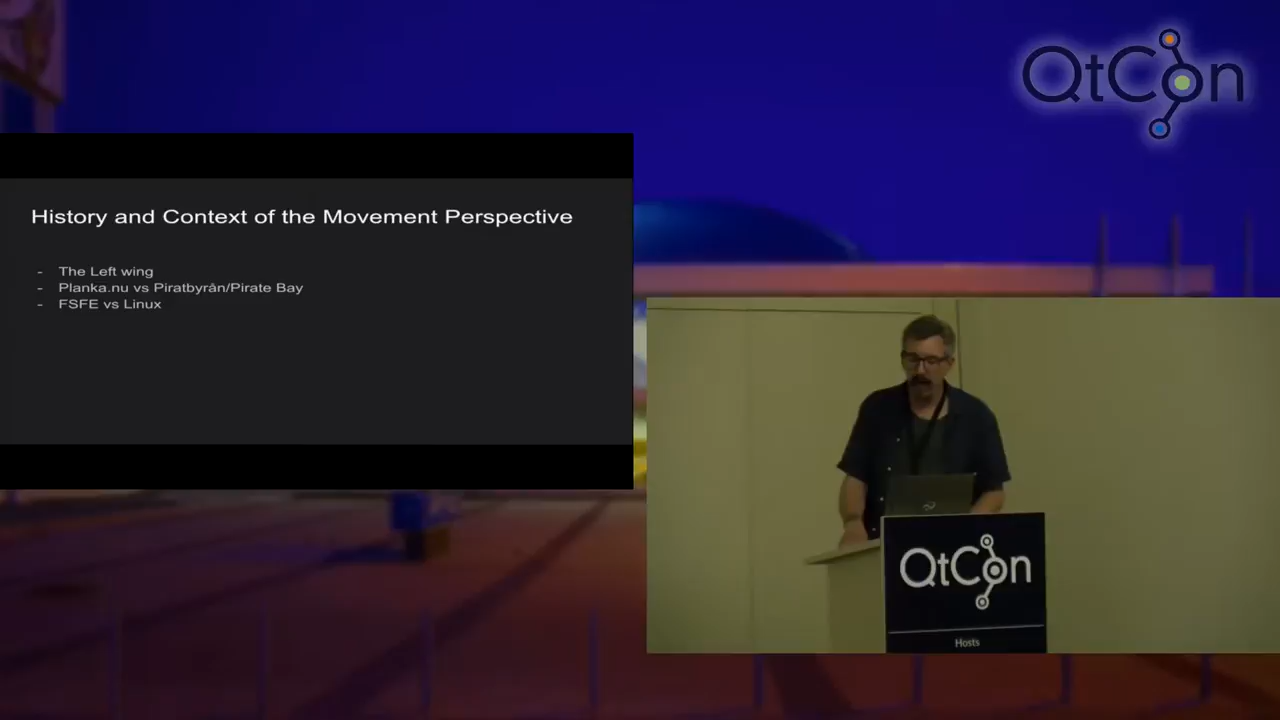 QtCon
History and Context of the Movement Perspective
- The Left wing
- Planka.nu vs Piratbyrån/Pirate Bay
- FSFE vs Linux
QtCon
Hosts